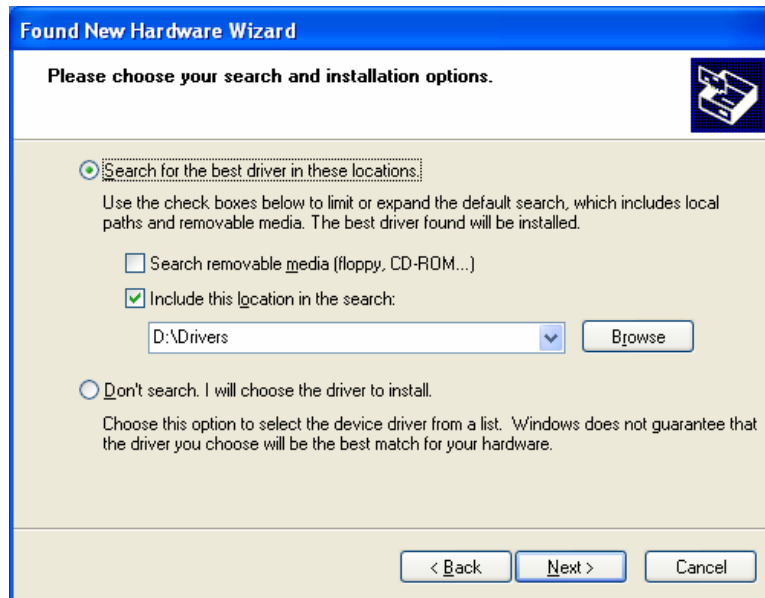 Found New Hardware Wizard
Please choose your search and installation options.
Search for the best driver in these locations.
Use the check boxes below to limit or expand the default search, which includes local
paths and removable media. The best driver found will be installed.
Search removable media (floppy, CD-ROM...)
Include this location in the search:
D:\Drivers
Browse
Don't search. I will choose the driver to install.
Choose this option to select the device driver from a list. Windows does not guarantee that
the driver you choose will be the best match for your hardware.
< Back
Next >
Cancel